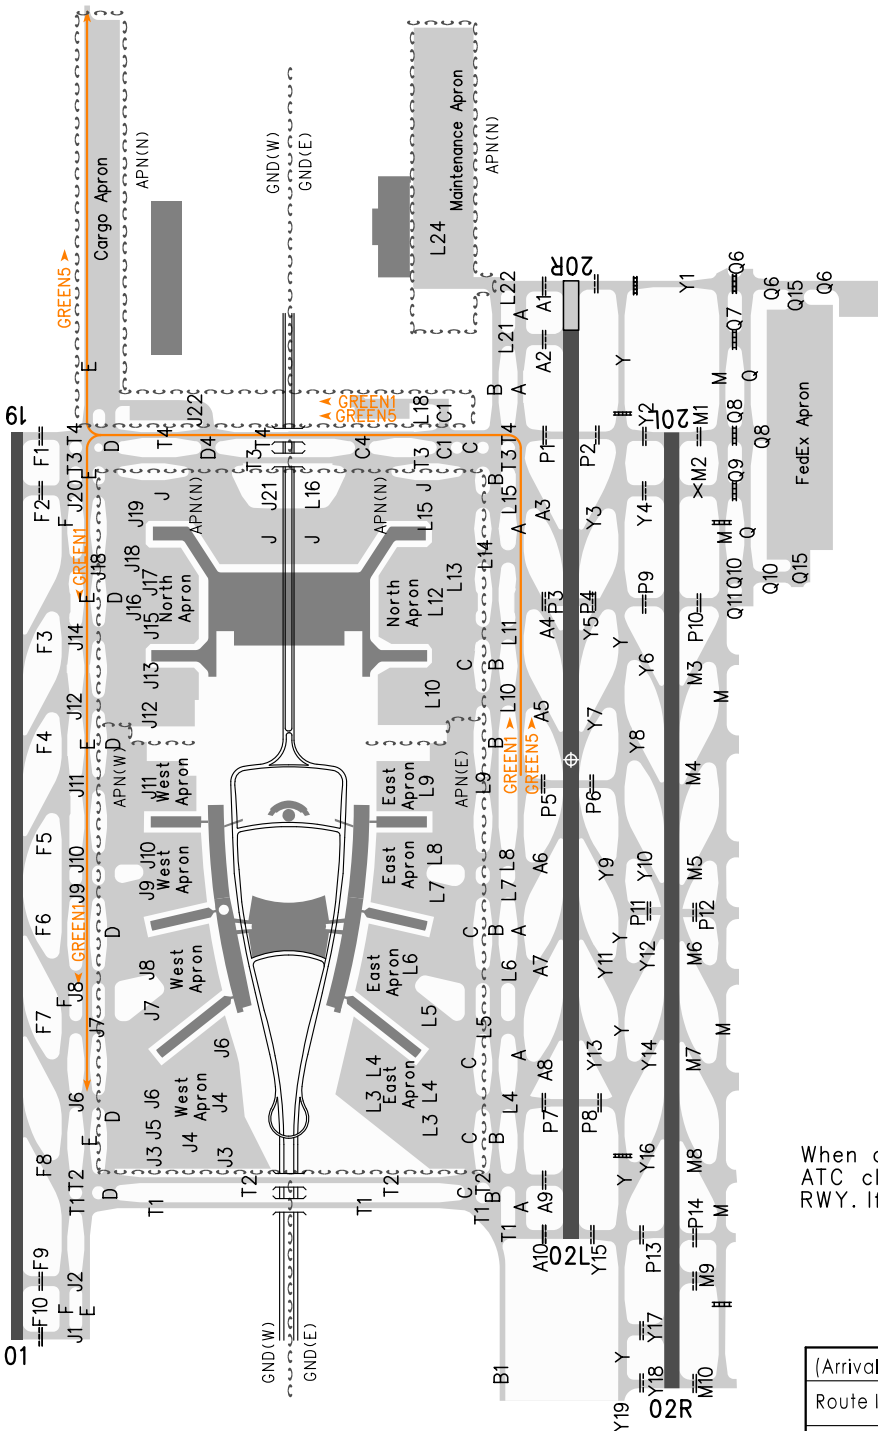 GREEN5
Cargo Apron
APN(N)
E
GND(W)
GND(E)
Maintenance Apron
APN(N)
L24
19
F1
T4
D
J22
T4
D4
T4
T3
GREEN1
GREEN5
C4
L18
C1
C1
T3
C
T4
T3
B
A
L22
L21
A
B
A
A1
A2
20R
Y1
Y
Q6
Q6
Q15
Q6
Q7
M
Q
P1
P2
Y2
20L
M1
Q8
Q8
M2
Q9
FedEx Apron
F2
T3
J20
F
E
J19
J
APN(N)
J21
J
L16
J
APN(N)
J
L15
L15
B
A
A3
Y3
Y4
M
Q
GREEN1
J18
E
D
J18
J17
J16
J15
North
Apron
North
Apron
L14
L13
L12
L11
A4
P3
P4
Y5
P9
P10
Q10
Q11
Q10
Q15
F3
J14
J13
J12
J12
L10
C
B
L10
A5
Y
Y6
Y7
M3
M
F4
E
D
APN(W)
J11
J11
West
Apron
East
Apron
L9
APN(E)
L9
B
GREEN1
GREEN5
P5
P6
Y8
M4
F5
J10
J9
J10
J9
West
Apron
East
Apron
L8
L7
L8
L7
A6
Y9
Y10
M5
F6
GREEN1
D
C
B
A
P11
P12
Y
F7
J8
F
J7
J8
J7
West
Apron
East
Apron
L6
L5
L5
L6
A7
Y11
Y12
M6
Y
M
J6
J6
C
A
L4
A8
P7
P8
Y13
Y14
M7
E
D
J6
J5
J3
J4
West
Apron
J4
J3
L3
L4
East
Apron
L4
L3
C
B
F8
T2
T1
D
T1
T2
T1
T2
C
T2
T1
B
T1
A
A9
A10
02L
Y15
Y
Y16
P13
M8
P14
M
M9
When
ATC
RWY. If
F9
F10
F
E
J2
J1
01
GND(W)
GND(E)
B1
Y
Y17
Y18
Y19
M10
02R
(Arrival
Route